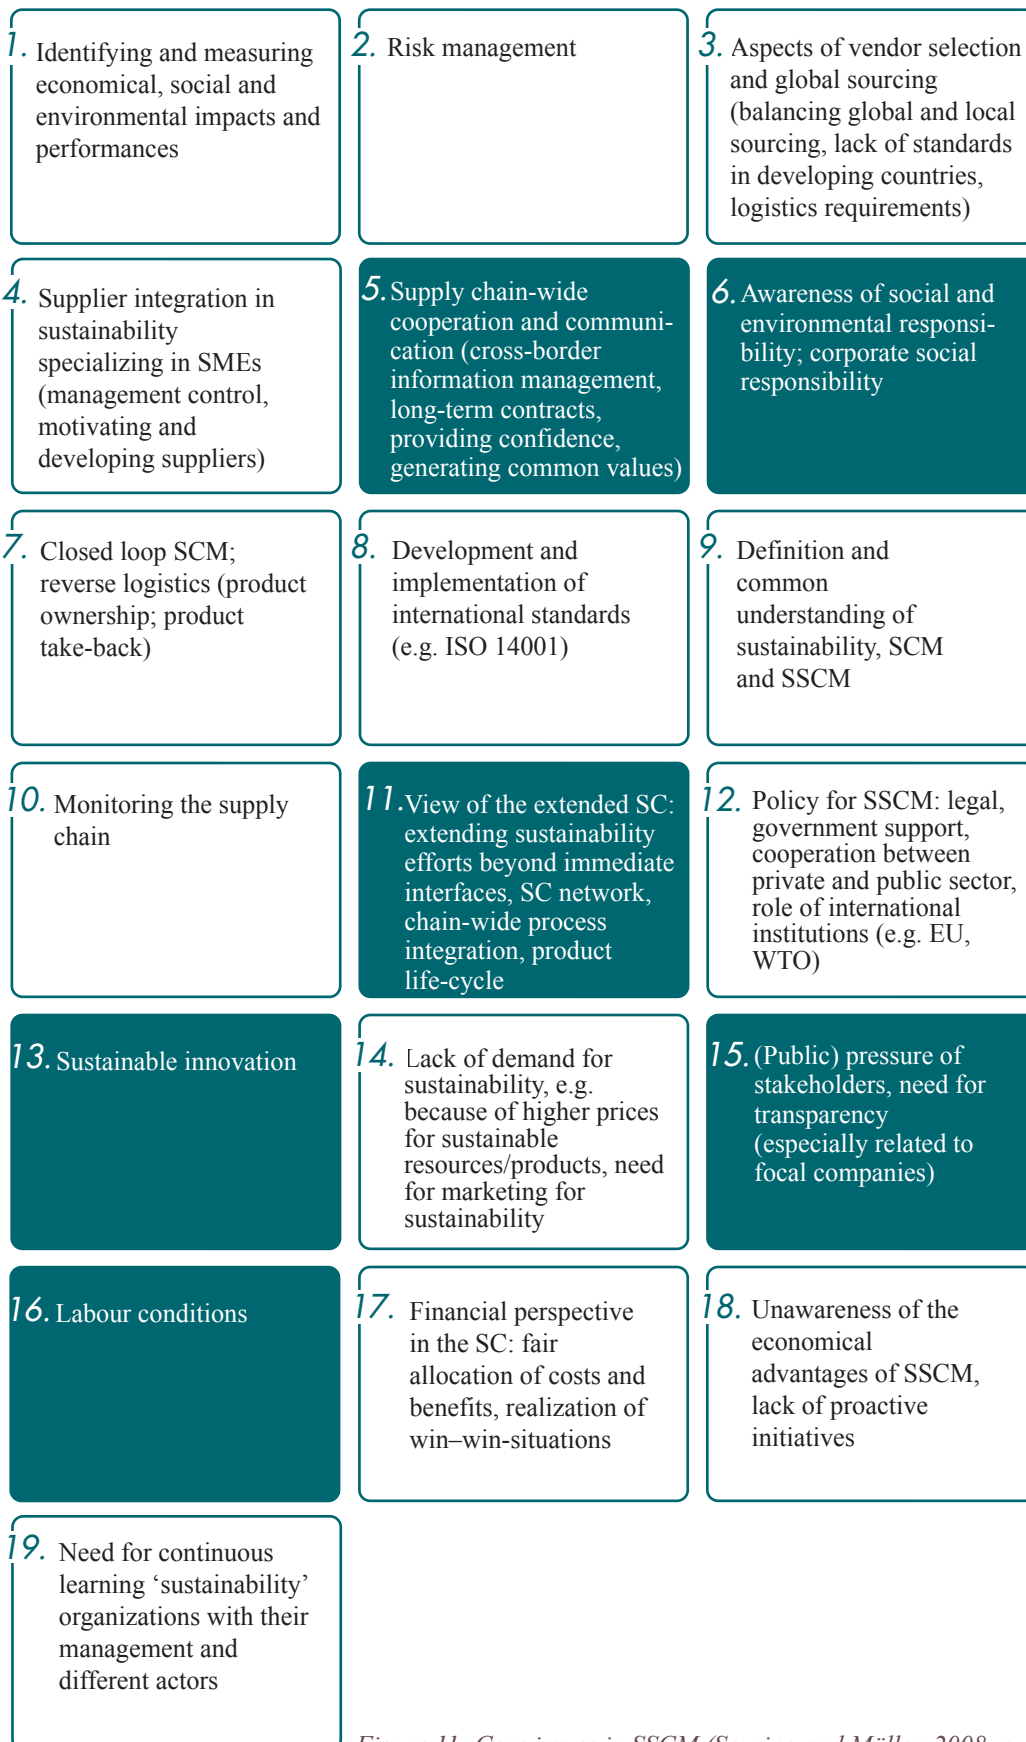 1. Identifying and measuring
economical, social and
environmental impacts and
performances
2. Risk management
3. Aspects of vendor selection
and global sourcing
(balancing global and local
sourcing, lack of standards
in developing countries,
logistics requirements)
4. Supplier integration in
sustainability
specializing in SMEs
(management control,
motivating and
developing suppliers)
5. Supply chain-wide
cooperation and communi-
cation (cross-border
information management,
long-term contracts,
providing confidence,
generating common values)
6. Awareness of social and
environmental responsi-
bility; corporate social
responsibility
7. Closed loop SCM;
reverse logistics (product
ownership; product
take-back)
8. Development and
implementation of
international standards
(e.g. ISO 14001)
9. Definition and
common
understanding of
sustainability, SCM
and SSCM
10. Monitoring the supply
chain
11. View of the extended SC:
extending sustainability
efforts beyond immediate
interfaces, SC network,
chain-wide process
integration, product
life-cycle
12. Policy for SSCM: legal,
government support,
cooperation between
private and public sector,
role of international
institutions (e.g. EU,
WTO)
13. Sustainable innovation
14. Lack of demand for
sustainability, e.g.
because of higher prices
for sustainable
resources/products, need
for marketing for
sustainability
15. (Public) pressure of
stakeholders, need for
transparency
(especially related to
focal companies)
16. Labour conditions
17. Financial perspective
in the SC: fair
allocation of costs and
benefits, realization of
win–win-situations
18. Unawareness of the
economical
advantages of SSCM,
lack of proactive
initiatives
19. Need for continuous
learning ‘sustainability’
organizations with their
management and
different actors